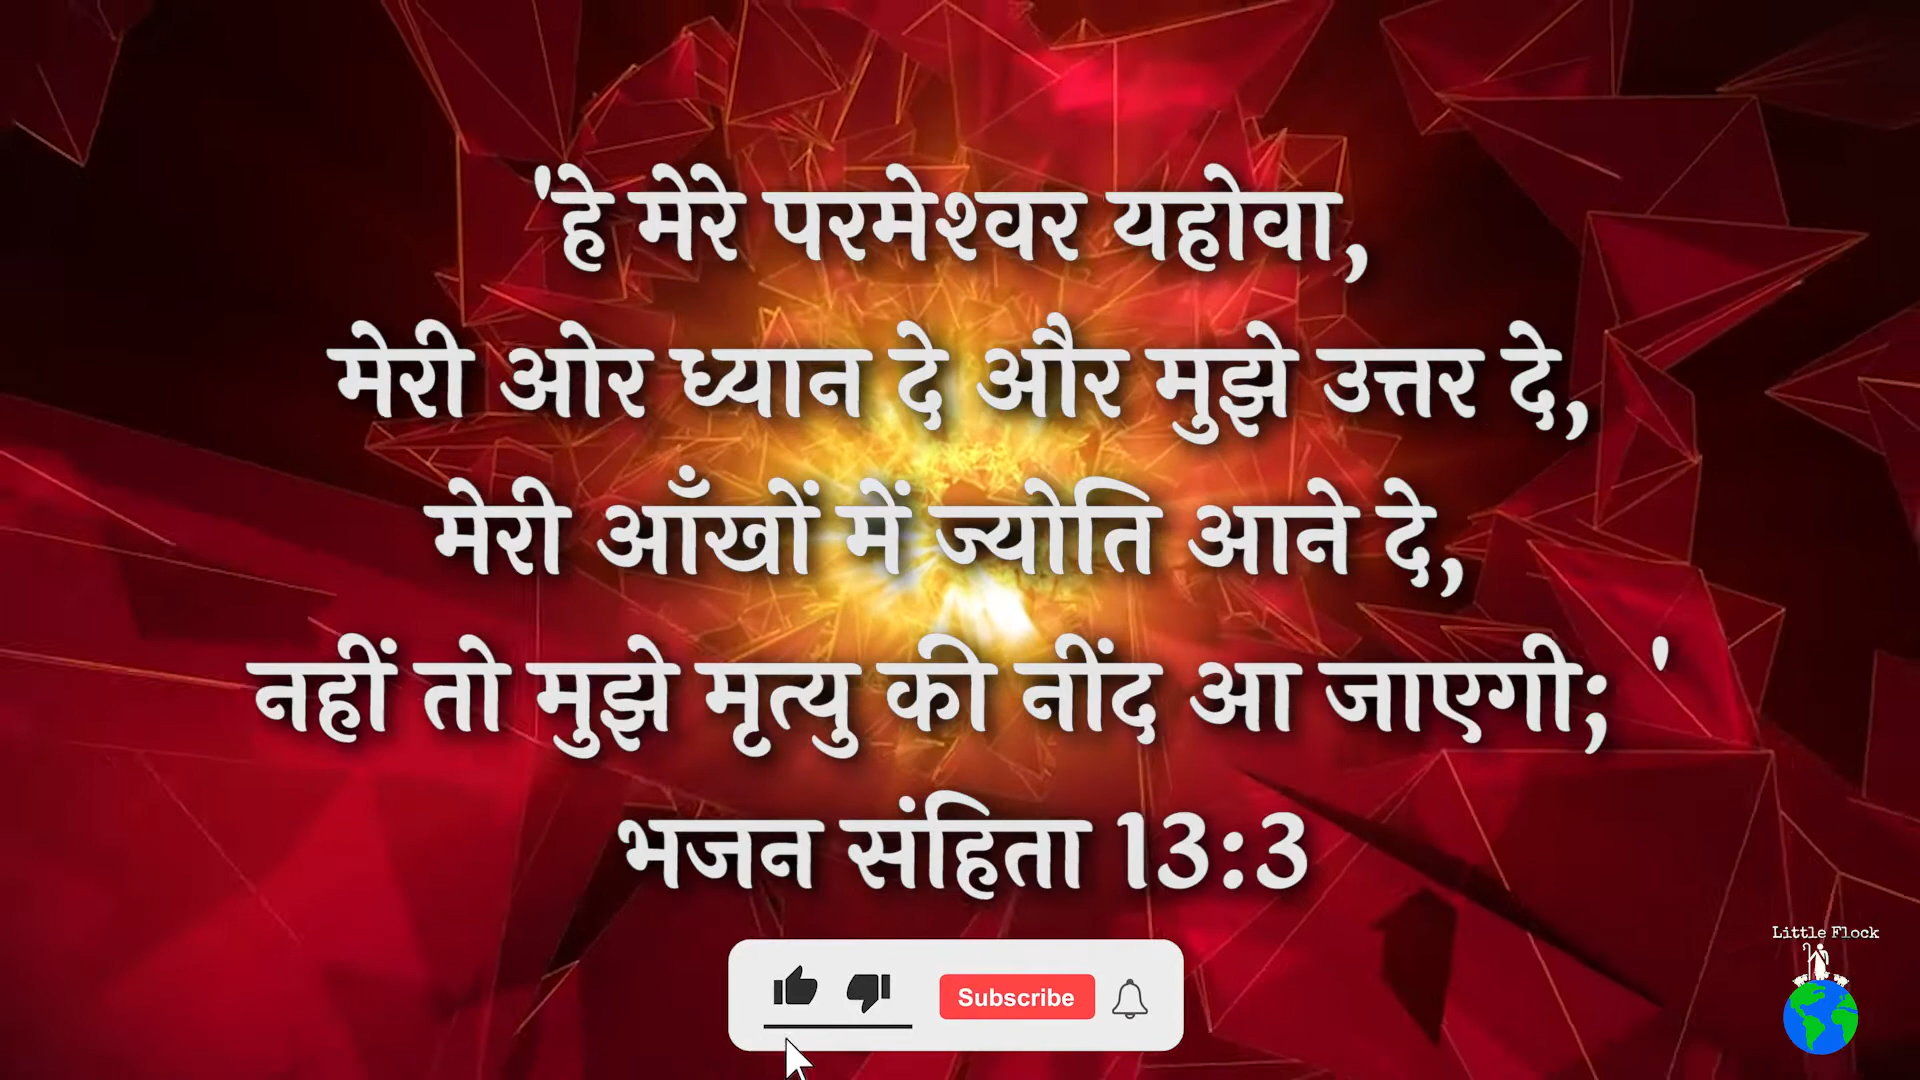 'हे मेरे परमेश्वर यहोवा,
मेरी ओर ध्यान दे और मुझे उत्तर दे,
मेरी आँखों में ज्योति आने दे,
नहीं तो मुझे मृत्यु की नींद आ जाएगी; '
भजन संहिता 13:3
Little Flock
Subscribe